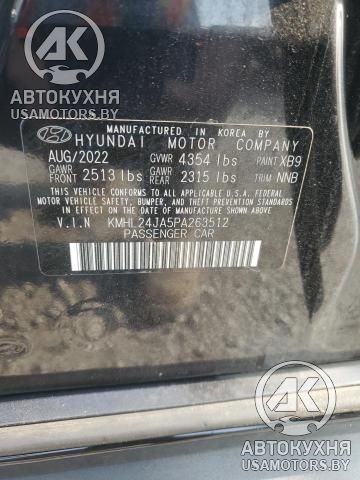 АК
АВТОКУХНЯ
USAMOTORS.BY
MANUFACTURED IN KOREA BY
HYUNDAI MOTOR COMPANY
AUG/2022 GVWR 4354 lbs PAINT XB9
GAWR FRONT 2513 lbs GAWR REAR 2315 lbs TRIM NNB
THIS VEHICLE CONFORMS TO ALL APPLICABLE U.S.A. FEDERAL
MOTOR VEHICLE SAFETY, BUMPER, AND THEFT PREVENTION
STANDARDS IN EFFECT ON THE DATE OF MANUFACTURE SHOWN ABOVE.
V.I.N KMHL24JA5PA263512
PASSENGER CAR
АК
АВТОКУХНЯ
USAMOTORS.BY